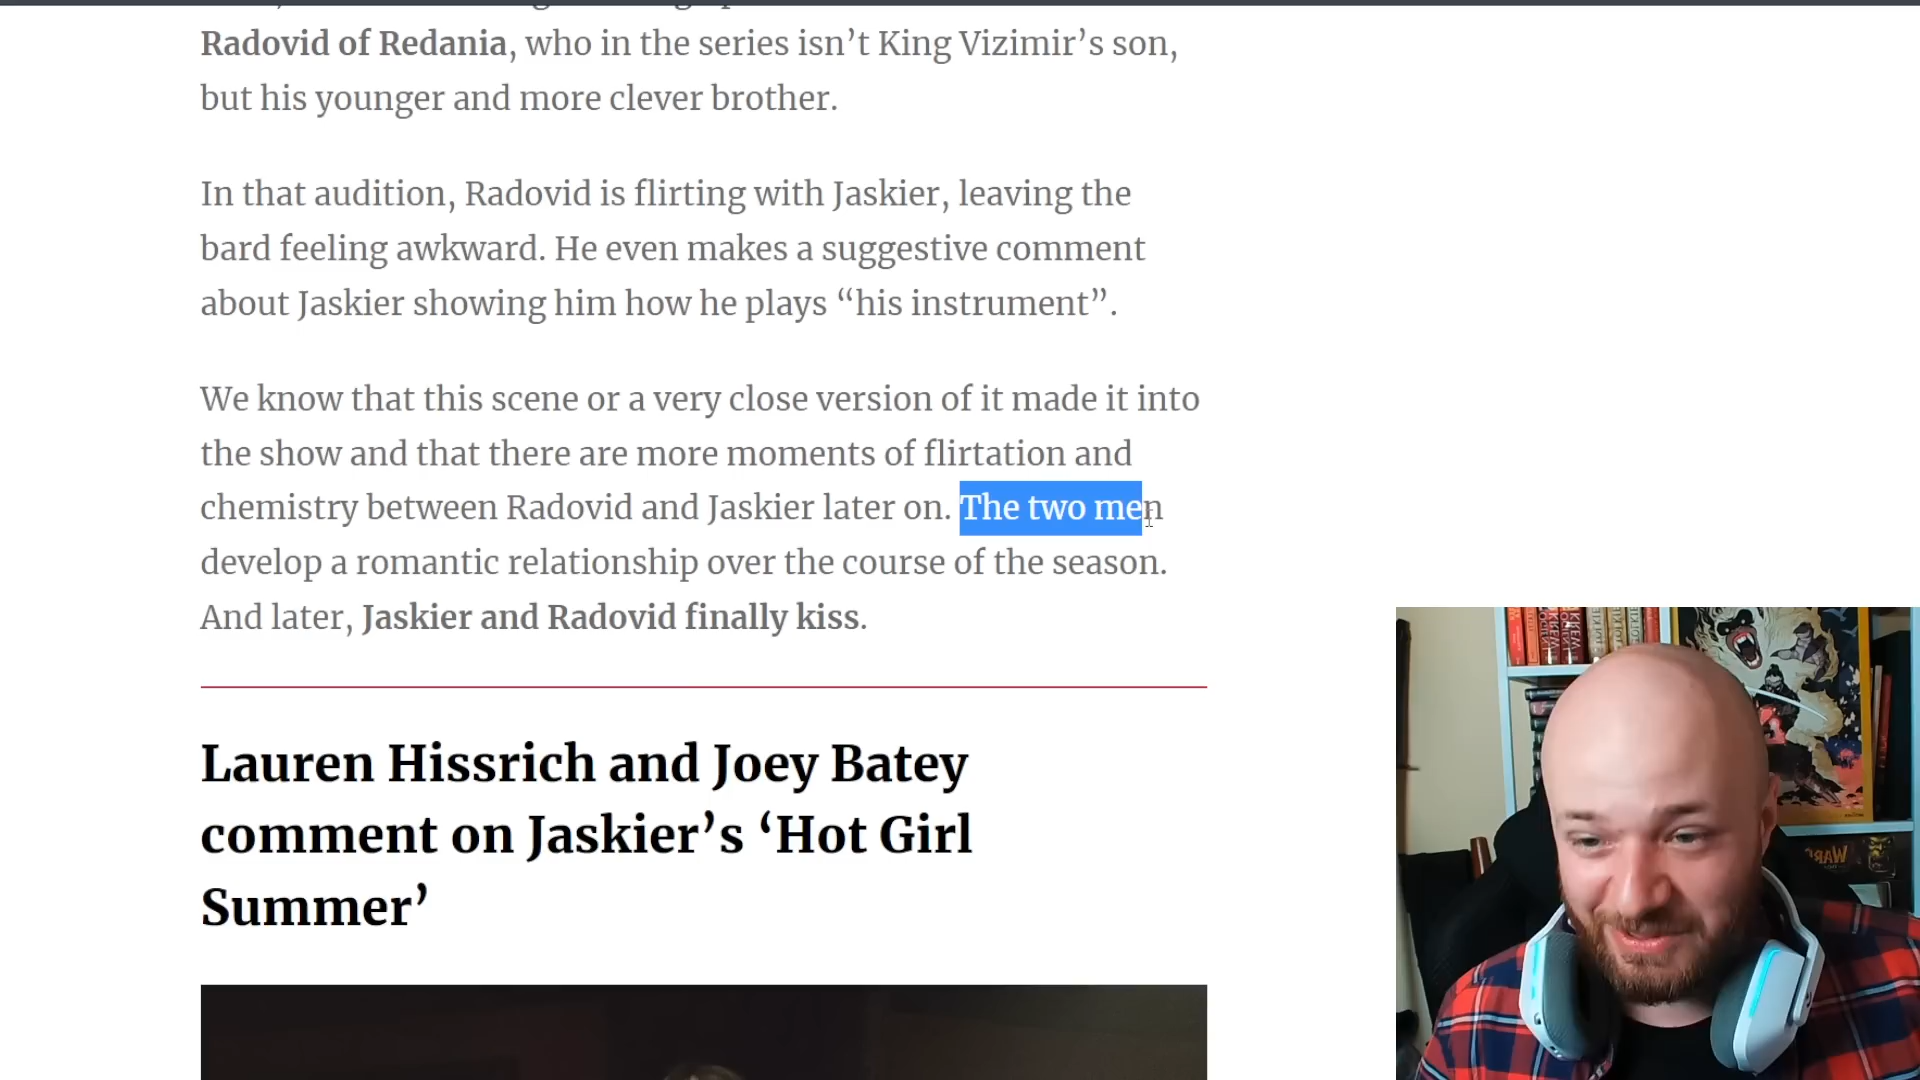 Radovid of Redania, who in the series isn’t King Vizimir’s son,
but his younger and more clever brother.
In that audition, Radovid is flirting with Jaskier, leaving the
bard feeling awkward. He even makes a suggestive comment
about Jaskier showing him how he plays “his instrument”.
We know that this scene or a very close version of it made it into
the show and that there are more moments of flirtation and
chemistry between Radovid and Jaskier later on. The two men
develop a romantic relationship over the course of the season.
And later, Jaskier and Radovid finally kiss.
Lauren Hissrich and Joey Batey
comment on Jaskier’s ‘Hot Girl
Summer’